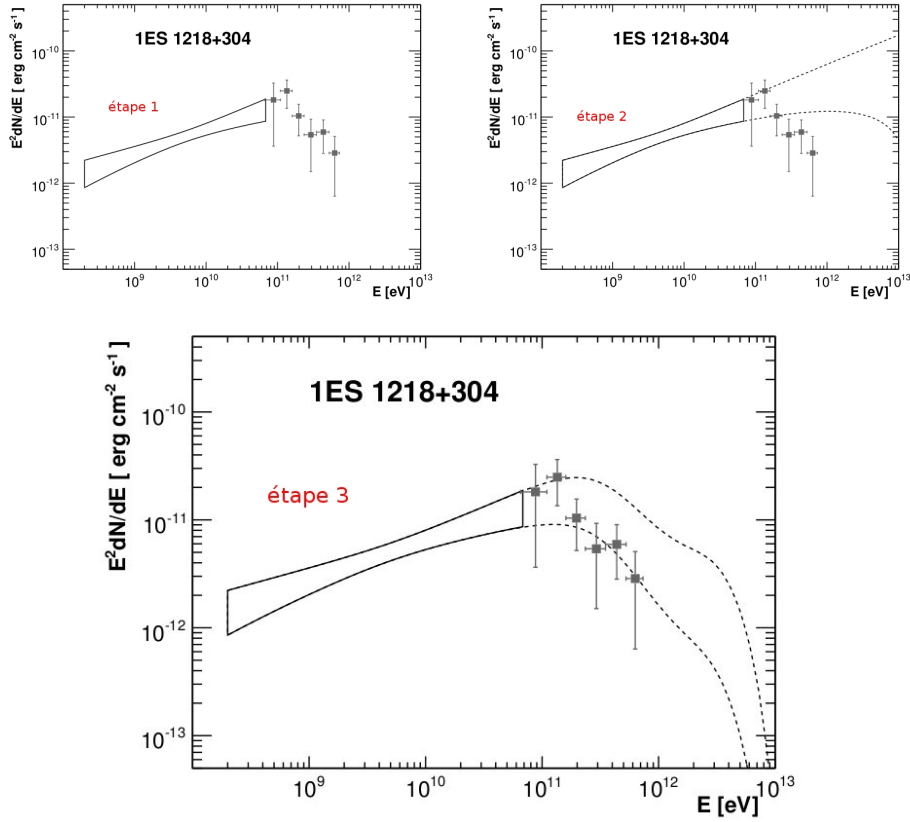 1ES 1218+304
étape 1
E²dN/dE [ erg cm⁻² s⁻¹ ]
10⁻¹⁰
10⁻¹¹
10⁻¹²
10⁻¹³
10⁹ 10¹⁰ 10¹¹ 10¹² 10¹³
E [eV]
1ES 1218+304
étape 2
E²dN/dE [ erg cm⁻² s⁻¹ ]
10⁻¹⁰
10⁻¹¹
10⁻¹²
10⁻¹³
10⁹ 10¹⁰ 10¹¹ 10¹² 10¹³
E [eV]
1ES 1218+304
étape 3
E²dN/dE [ erg cm⁻² s⁻¹ ]
10⁻¹⁰
10⁻¹¹
10⁻¹²
10⁻¹³
10⁹ 10¹⁰ 10¹¹ 10¹² 10¹³
E [eV]